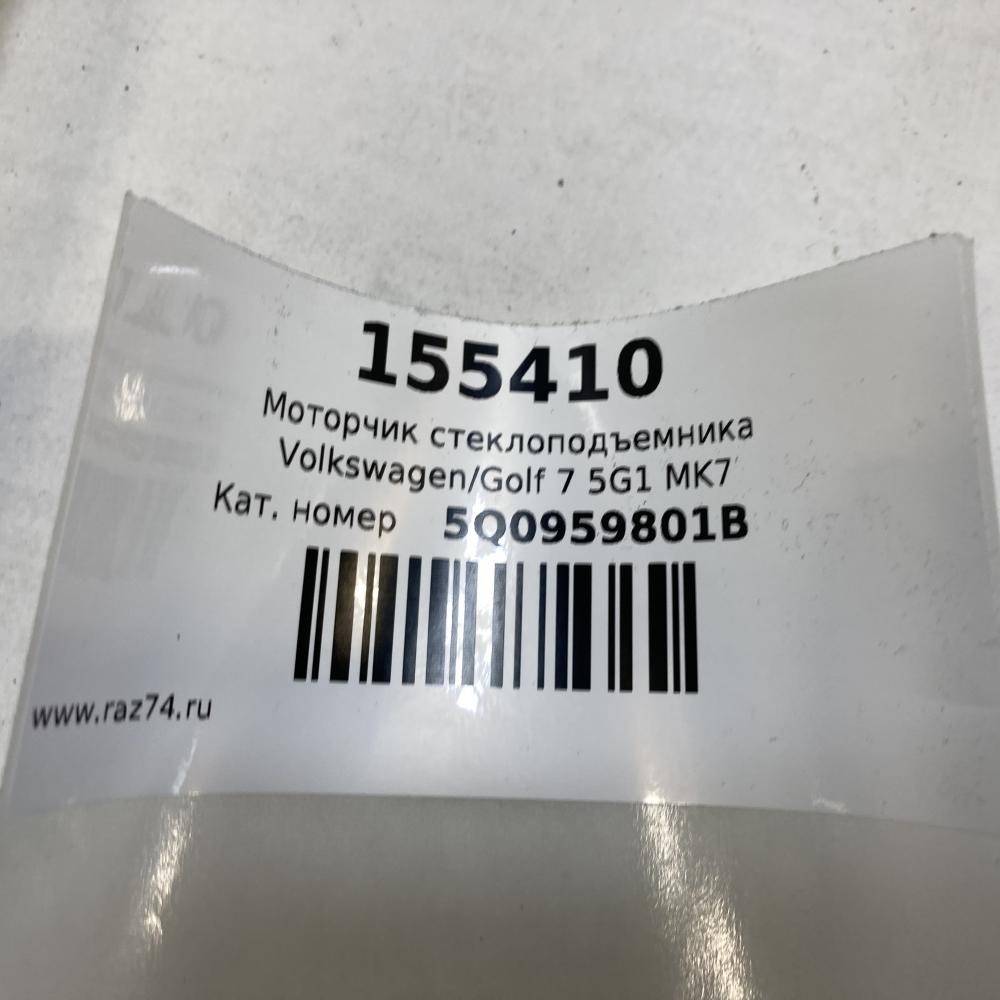 155410
Моторчик стеклоподъемника
Volkswagen/Golf 7 5G1 MK7
Кат. номер 5Q0959801B
www.raz74.ru